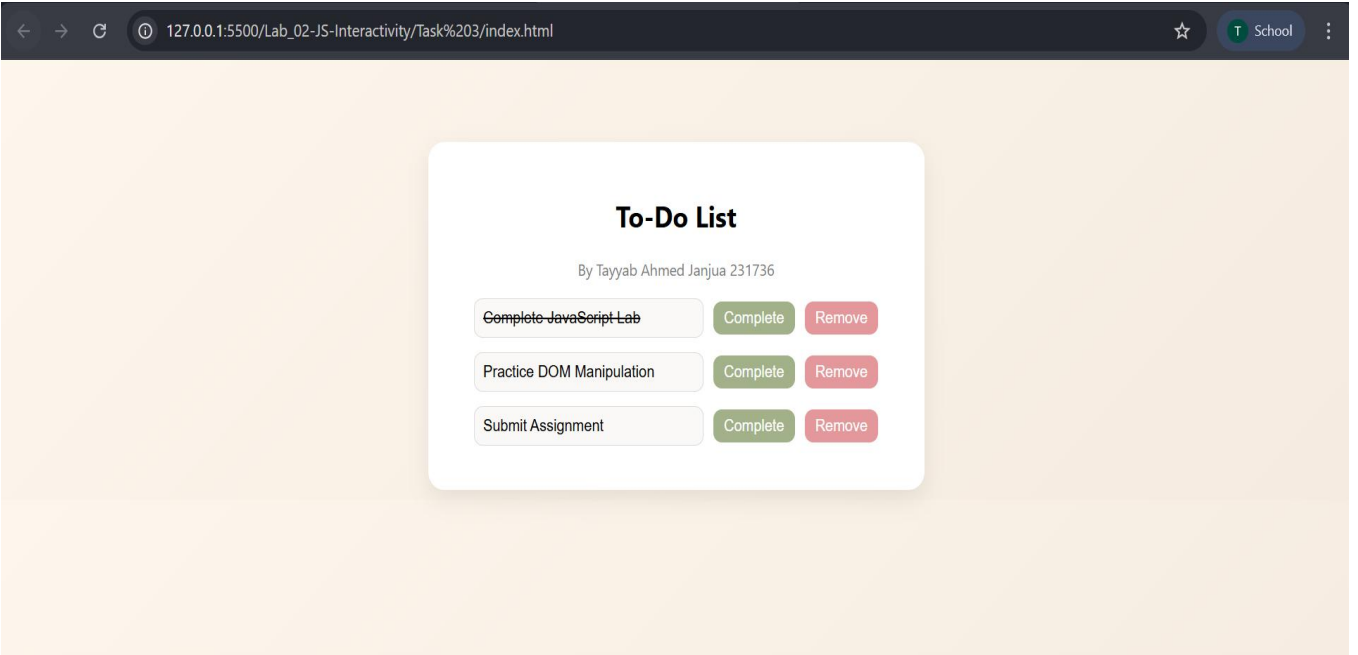 127.0.0.1:5500/Lab_02-JS-Interactivity/Task%203/index.html
T School
To-Do List
By Tayyab Ahmed Janjua 231736
Complete JavaScript Lab Complete Remove
Practice DOM Manipulation Complete Remove
Submit Assignment Complete Remove